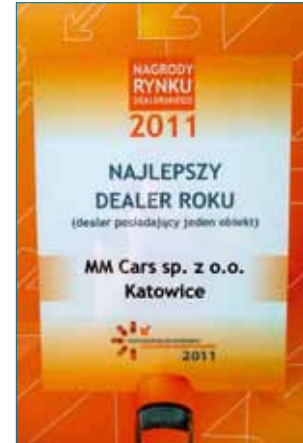 NAGRODY
RYNKU
DEALERSKIEGO
2011
NAJLEPSZY
DEALER ROKU
(dealer posiadający jeden obiekt)
MM Cars sp. z o.o.
Katowice
2011